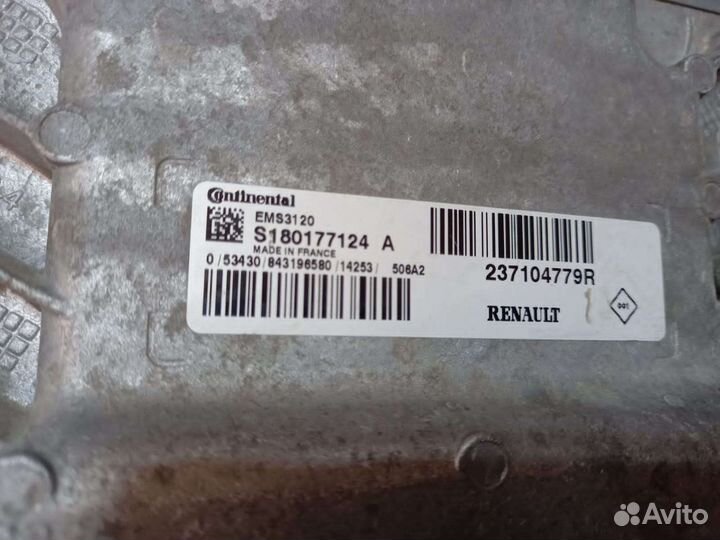 Continental
EMS3120
S180177124 A
MADE IN FRANCE
0/53430/843196580/14253/ 506A2
237104779R
RENAULT
Avito